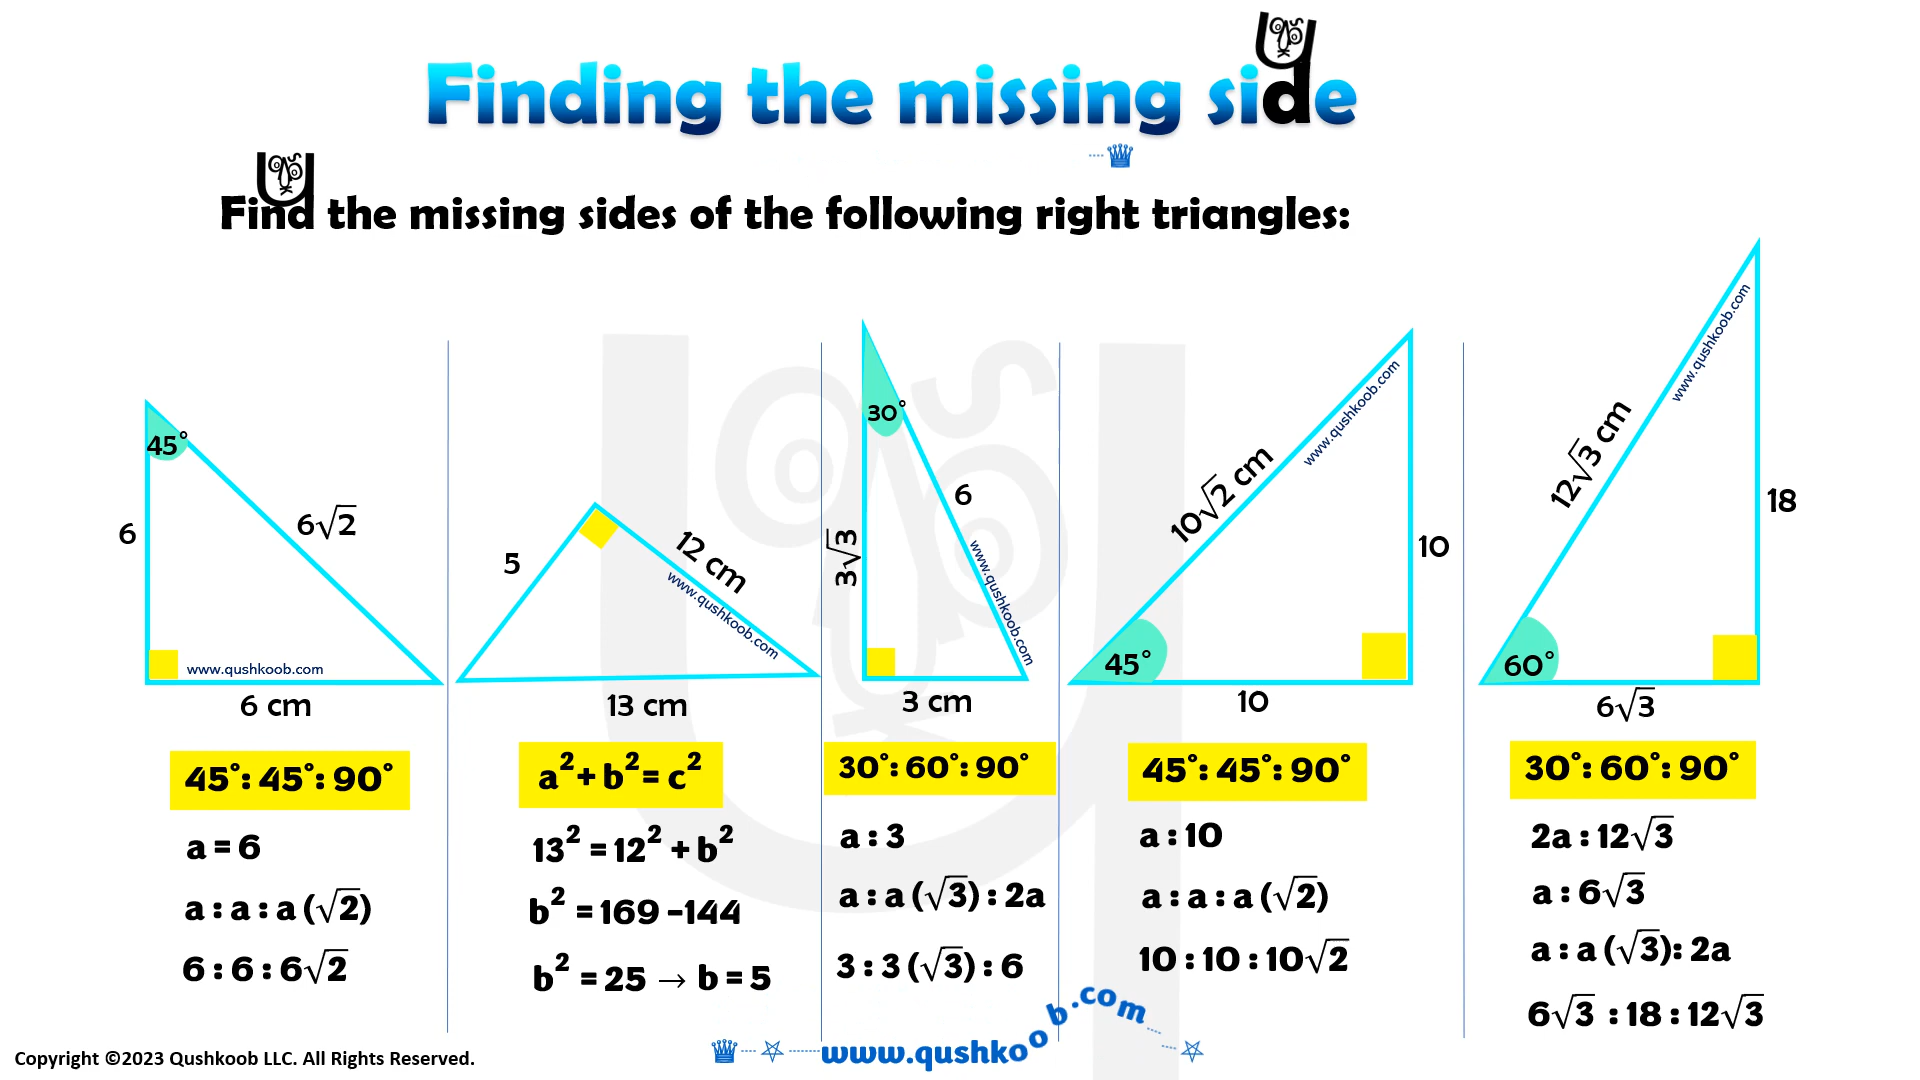 Finding the missing side
Find the missing sides of the following right triangles:
45°
6
6√2
www.qushkoob.com
6 cm
45°: 45°: 90°
a = 6
a : a : a (√2)
6 : 6 : 6√2
5
12 cm
www.qushkoob.com
13 cm
a² + b² = c²
13² = 12² + b²
b² = 169 – 144
b² = 25 → b = 5
30°
3√3
6
www.qushkoob.com
3 cm
30°: 60°: 90°
a : 3
a : a (√3) : 2a
3 : 3 (√3) : 6
www.qushkoob.com
10√2 cm
10
45°
10
45°: 45°: 90°
a : 10
a : a : a (√2)
10 : 10 : 10√2
www.qushkoob.com
12√3 cm
18
60°
6√3
30°: 60°: 90°
2a : 12√3
a : 6√3
a : a (√3): 2a
6√3 : 18 : 12√3
www.qushkoob.com
Copyright ©2023 Qushkoob LLC. All Rights Reserved.